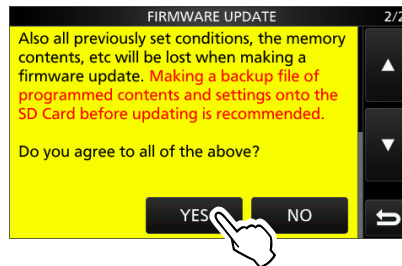 FIRMWARE UPDATE 2/2
Also all previously set conditions, the memory
contents, etc will be lost when making a
firmware update. Making a backup file of
programmed contents and settings onto the
SD Card before updating is recommended.
Do you agree to all of the above?
YES NO